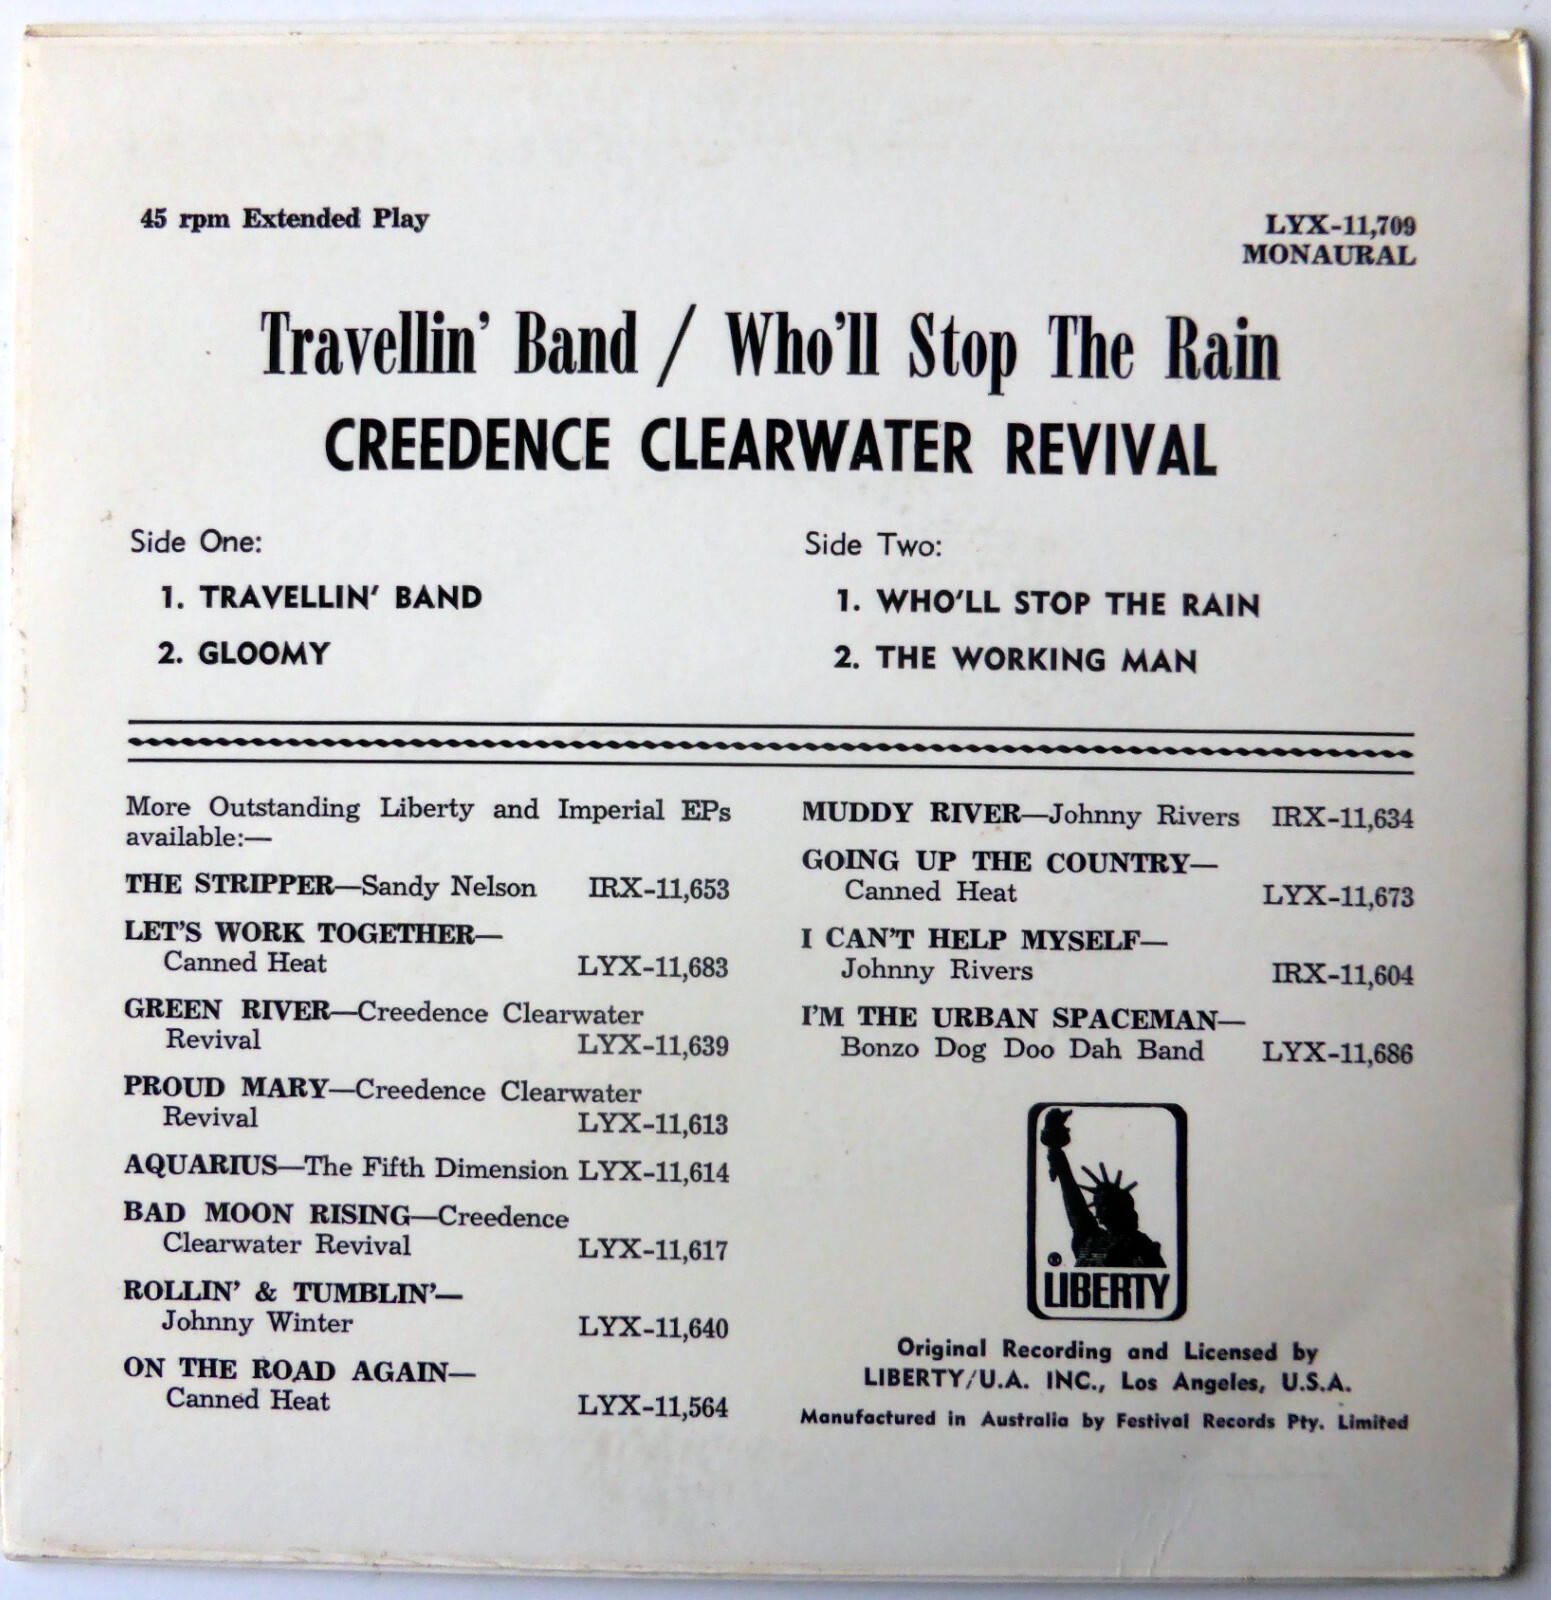 45 rpm Extended Play
LYX-11,709
MONAURAL
Travellin' Band / Who'll Stop The Rain
CREEDENCE CLEARWATER REVIVAL
Side One:
1. TRAVELLIN' BAND
2. GLOOMY
Side Two:
1. WHO'LL STOP THE RAIN
2. THE WORKING MAN
More Outstanding Liberty and Imperial EPs
available:—
THE STRIPPER—Sandy Nelson IRX-11,653
LET'S WORK TOGETHER—
Canned Heat LYX-11,683
GREEN RIVER—Creedence Clearwater
Revival LYX-11,639
PROUD MARY—Creedence Clearwater
Revival LYX-11,613
AQUARIUS—The Fifth Dimension LYX-11,614
BAD MOON RISING—Creedence
Clearwater Revival LYX-11,617
ROLLIN' & TUMBLIN'—
Johnny Winter LYX-11,640
ON THE ROAD AGAIN—
Canned Heat LYX-11,564
MUDDY RIVER—Johnny Rivers IRX-11,634
GOING UP THE COUNTRY—
Canned Heat LYX-11,673
I CAN'T HELP MYSELF—
Johnny Rivers IRX-11,604
I'M THE URBAN SPACEMAN—
Bonzo Dog Doo Dah Band LYX-11,686
®
LIBERTY
Original Recording and Licensed by
LIBERTY/U.A. INC., Los Angeles, U.S.A.
Manufactured in Australia by Festival Records Pty. Limited